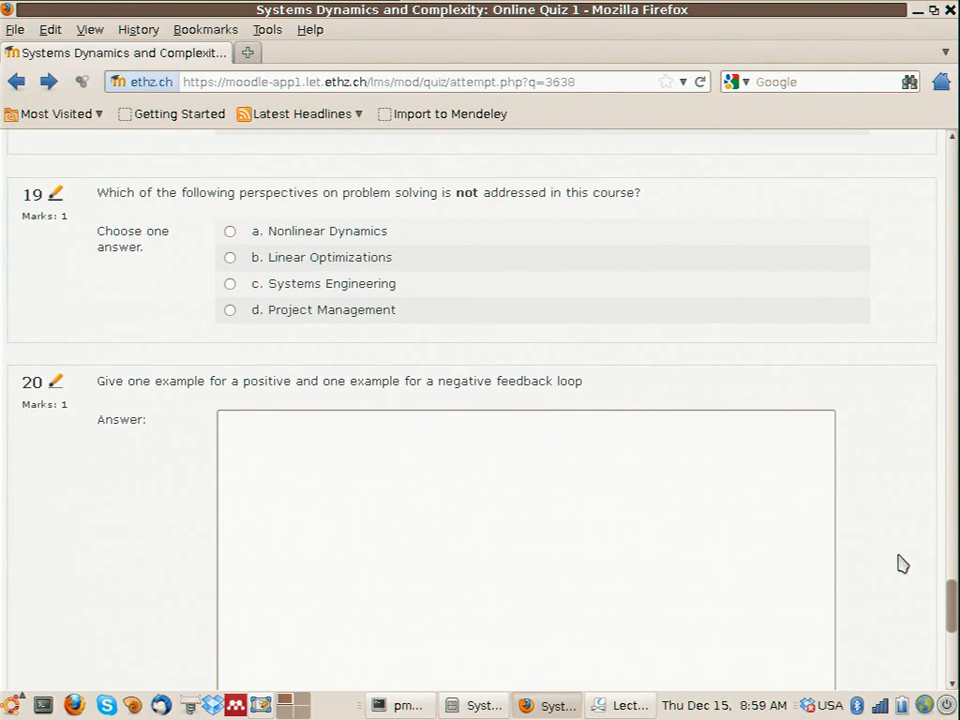 Systems Dynamics and Complexity: Online Quiz 1 - Mozilla Firefox
File Edit View History Bookmarks Tools Help
Systems Dynamics and Complexit...
ethz.ch https://moodle-app1.let.ethz.ch/lms/mod/quiz/attempt.php?q=3638 Google
Most Visited Getting Started Latest Headlines Import to Mendeley
19 Which of the following perspectives on problem solving is not addressed in this course?
Marks: 1
Choose one answer.
a. Nonlinear Dynamics
b. Linear Optimizations
c. Systems Engineering
d. Project Management
20 Give one example for a positive and one example for a negative feedback loop
Marks: 1
Answer:
pm... Syst... Syst... Lect... Thu Dec 15, 8:59 AM USA